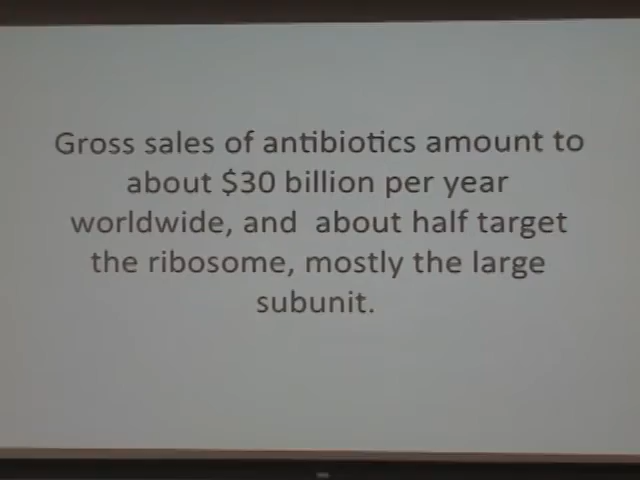 Gross sales of antibiotics amount to
about $30 billion per year
worldwide, and  about half target
the ribosome, mostly the large
subunit.